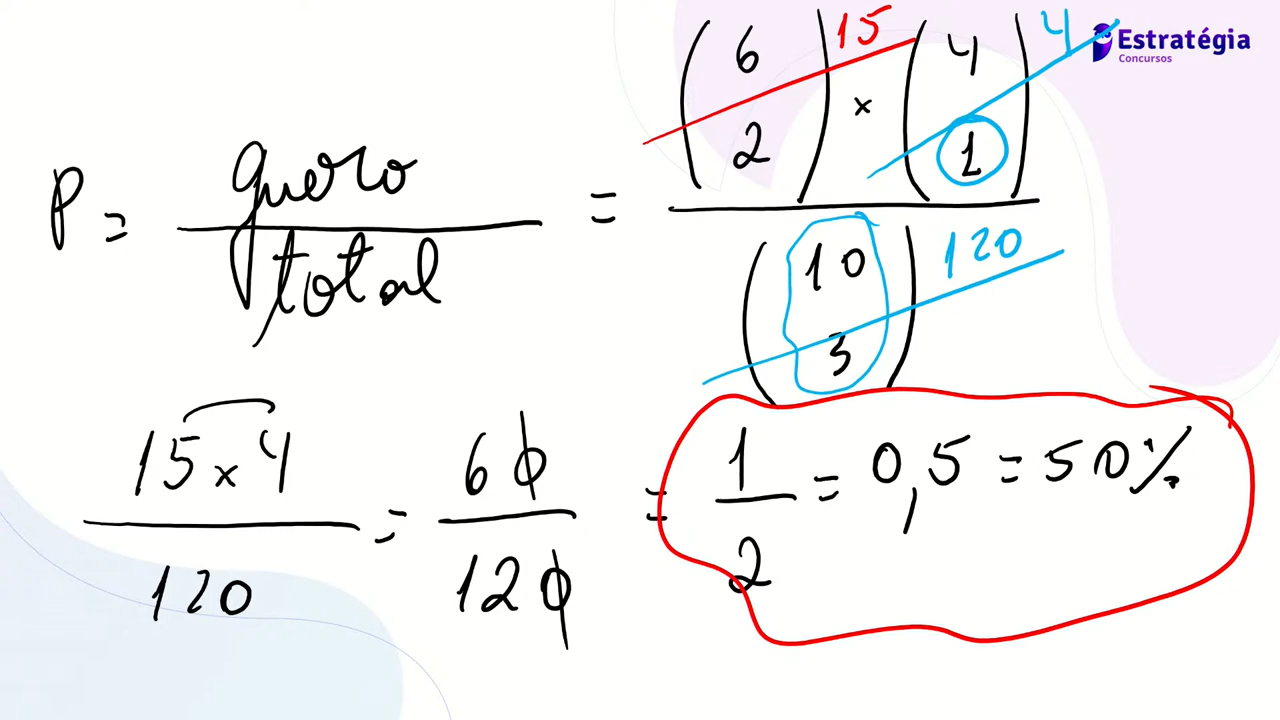 Estratégia
Concursos
P = quero / total = (6 2) 15 × (4 1) 4 / (10 3) 120
15 × 4 / 120 = 60 / 120 = 1 / 2 = 0,5 = 50%